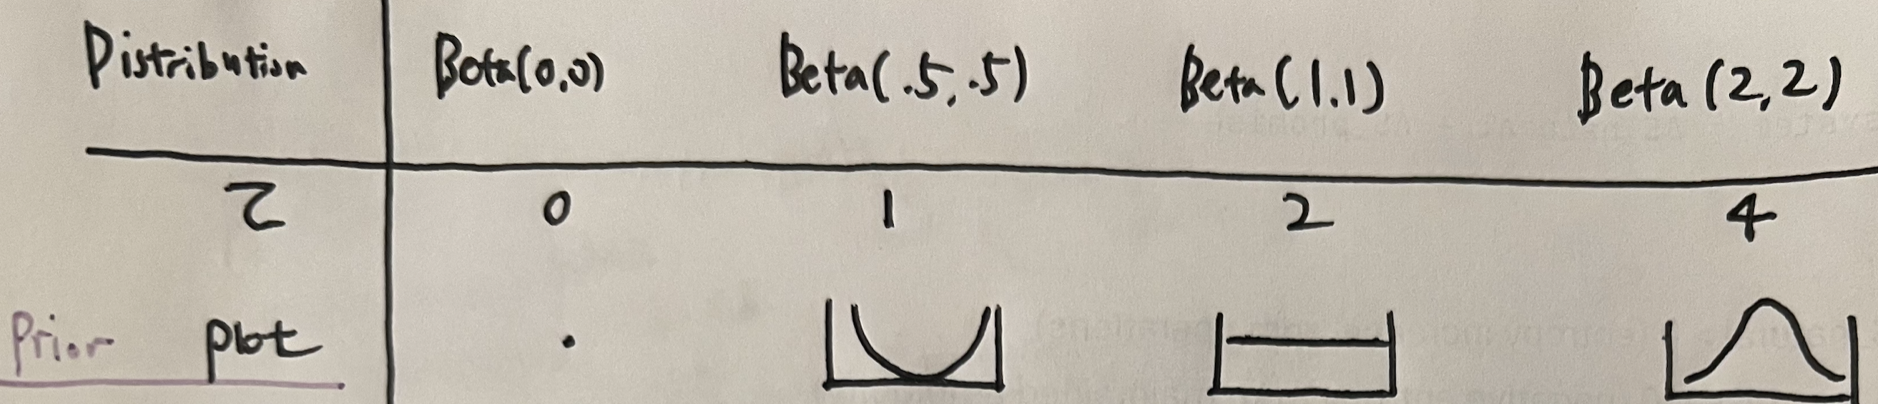 Distribution Beta(0,0) Beta(.5,.5) Beta(1.1) Beta(2,2)
τ 0 1 2 4
Prior plot